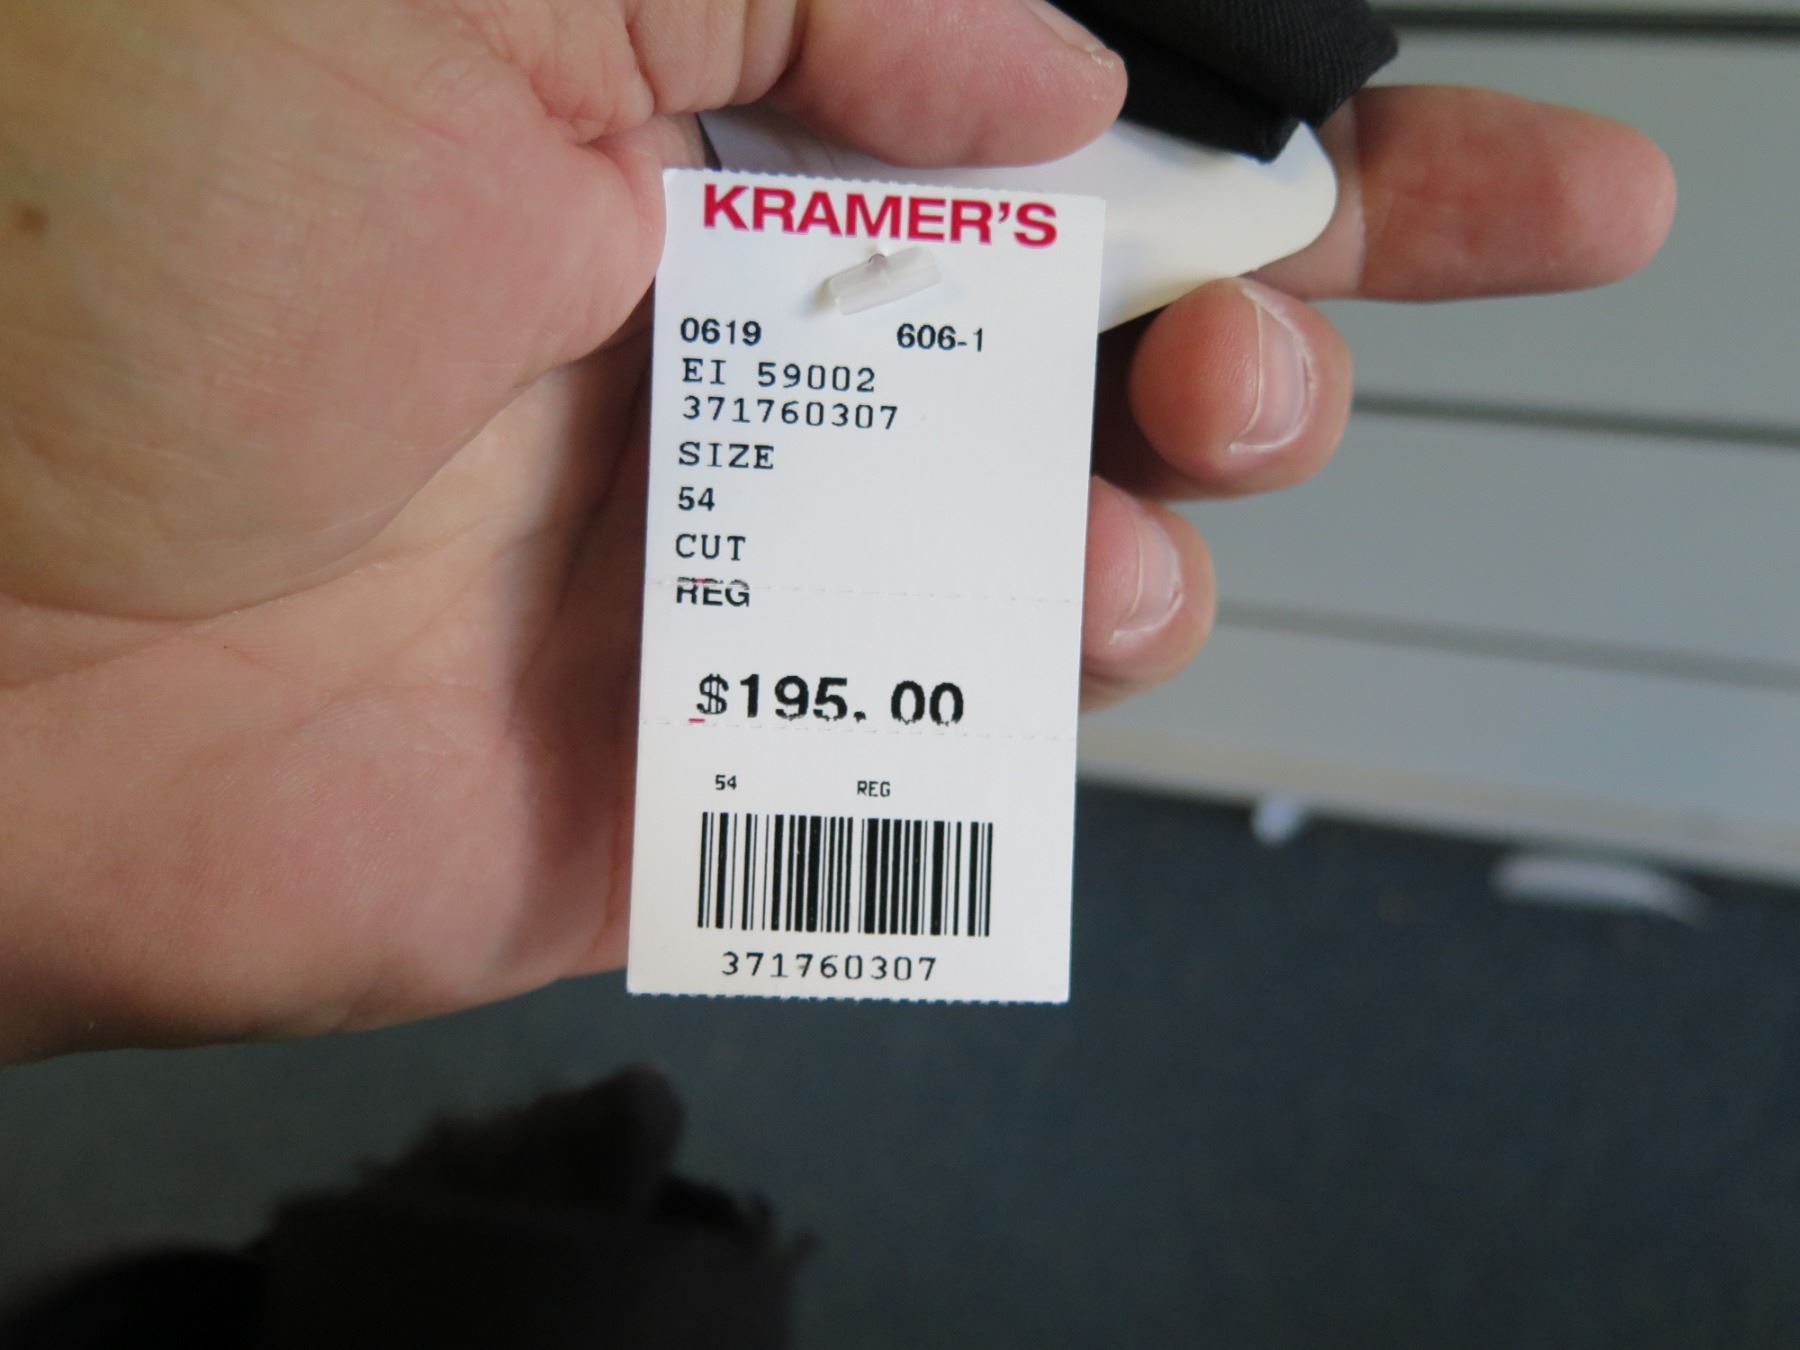 KRAMER'S
0619 606-1
EI 59002
371760307
SIZE
54
CUT
REG
$195.00
54 REG
371760307